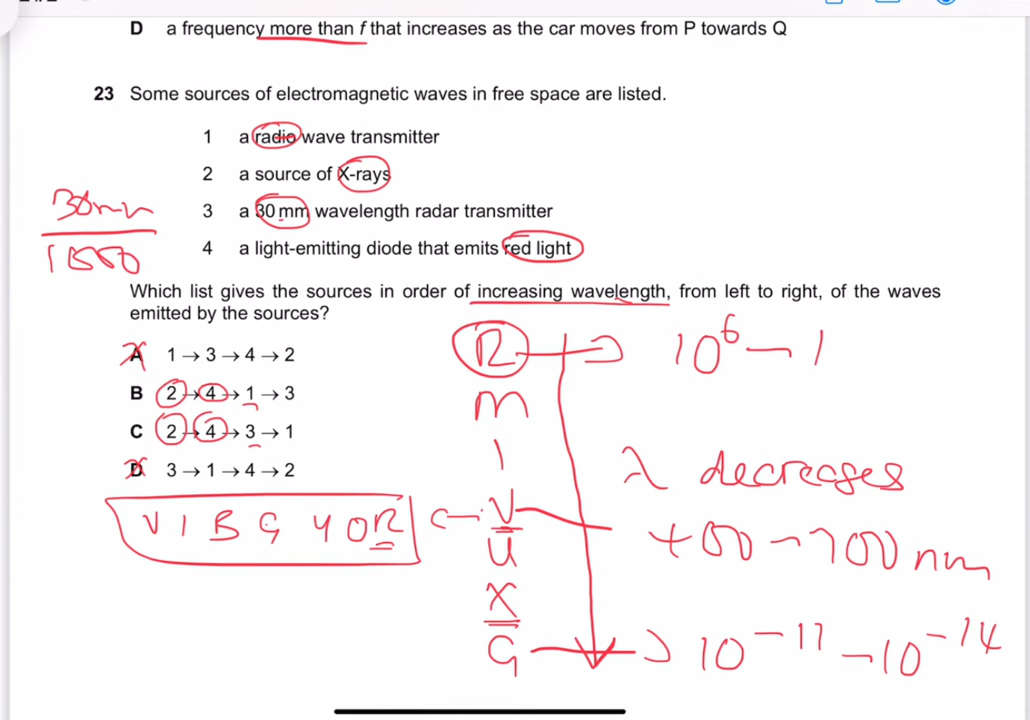 D a frequency more than f that increases as the car moves from P towards Q
23 Some sources of electromagnetic waves in free space are listed.
1 a radio wave transmitter
2 a source of X-rays
3 a 30 mm wavelength radar transmitter
4 a light-emitting diode that emits red light
30mm
1000
Which list gives the sources in order of increasing wavelength, from left to right, of the waves
emitted by the sources?
A 1 → 3 → 4 → 2
B 2 → 4 → 1 → 3
C 2 → 4 → 3 → 1
D 3 → 1 → 4 → 2
V I B G Y O R
R → 10⁶ – 1
m
I
V
U
X
G → 10⁻¹¹ – 10⁻¹⁴
λ decreases
400 – 700 nm